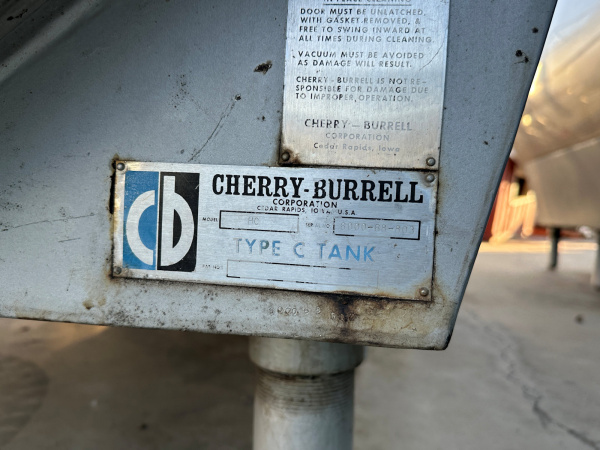 DOOR MUST BE UNLATCHED,
WITH GASKET REMOVED, &
FREE TO SWING INWARD AT
ALL TIMES DURING CLEANING
VACUUM MUST BE AVOIDED
AS DAMAGE WILL RESULT.
CHERRY-BURRELL IS NOT RE-
SPONSIBLE FOR DAMAGE DUE
TO IMPROPER OPERATION.
CHERRY-BURRELL
CORPORATION
Cedar Rapids, Iowa
cb
CHERRY-BURRELL
CORPORATION
CEDAR RAPIDS, IOWA, U.S.A.
MODEL
TYPE C TANK